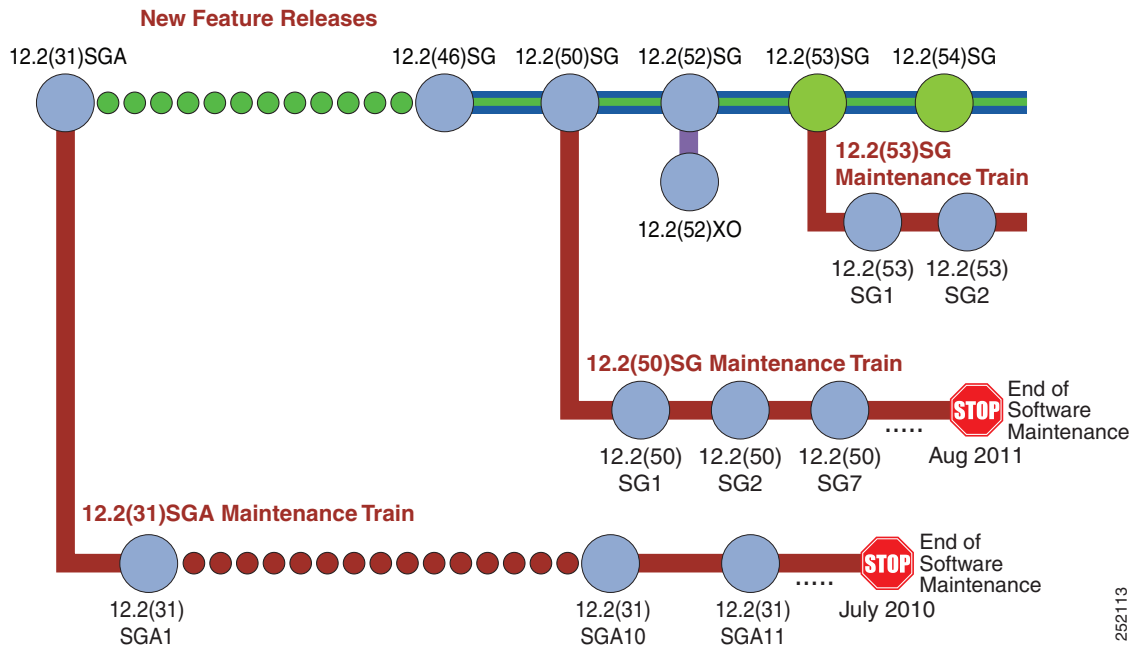 New Feature Releases
12.2(31)SGA
12.2(46)SG
12.2(50)SG
12.2(52)SG
12.2(53)SG
12.2(54)SG
12.2(52)XO
12.2(53)SG
Maintenance Train
12.2(53)
SG1
12.2(53)
SG2
12.2(50)SG Maintenance Train
12.2(50)
SG1
12.2(50)
SG2
12.2(50)
SG7
.....
STOP
End of
Software
Maintenance
Aug 2011
12.2(31)SGA Maintenance Train
12.2(31)
SGA1
12.2(31)
SGA10
12.2(31)
SGA11
.....
STOP
End of
Software
Maintenance
July 2010
252113